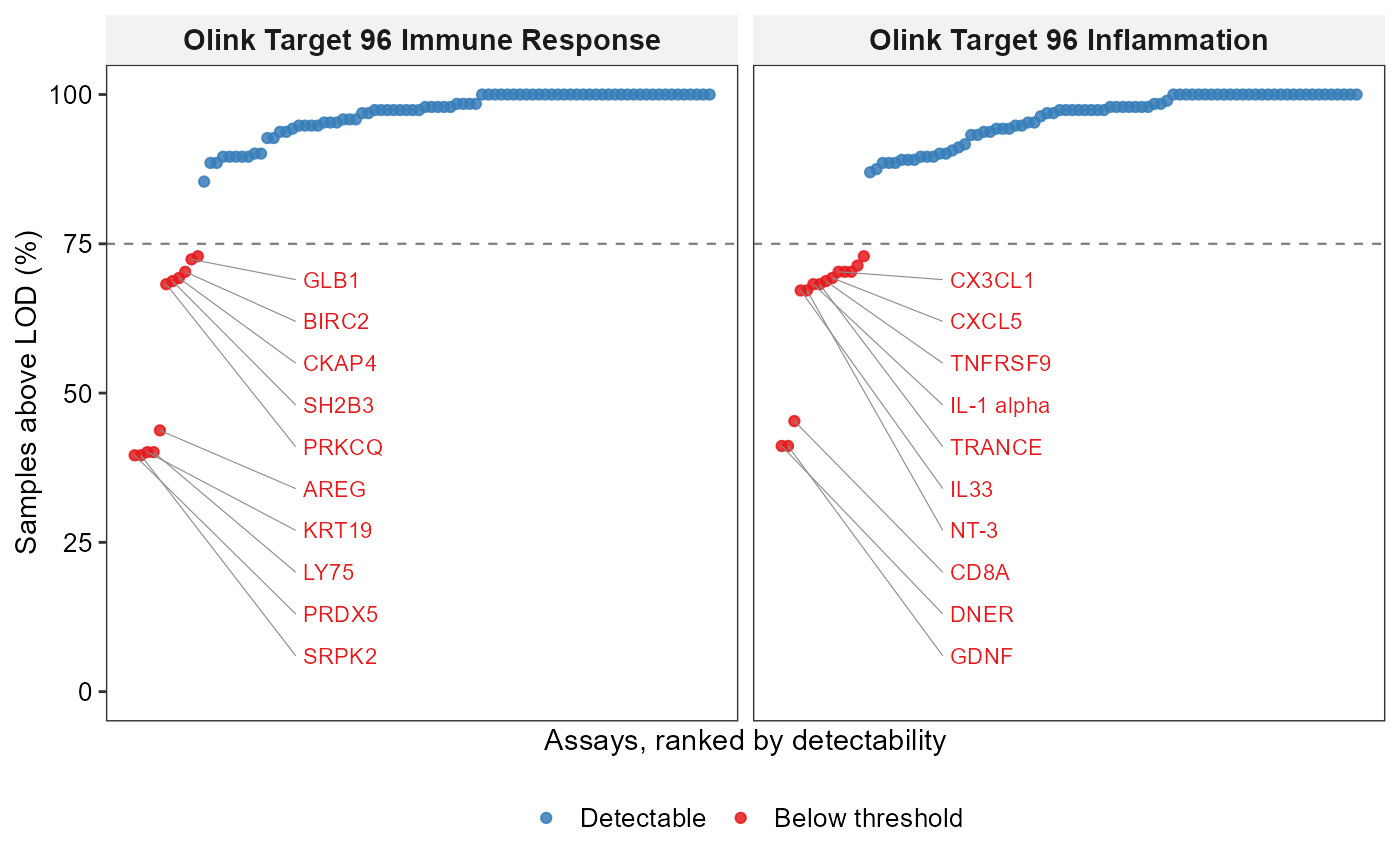 Olink Target 96 Immune Response
Olink Target 96 Inflammation
Samples above LOD (%)
100
75
50
25
0
GLB1
BIRC2
CKAP4
SH2B3
PRKCQ
AREG
KRT19
LY75
PRDX5
SRPK2
CX3CL1
CXCL5
TNFRSF9
IL-1 alpha
TRANCE
IL33
NT-3
CD8A
DNER
GDNF
Assays, ranked by detectability
Detectable
Below threshold